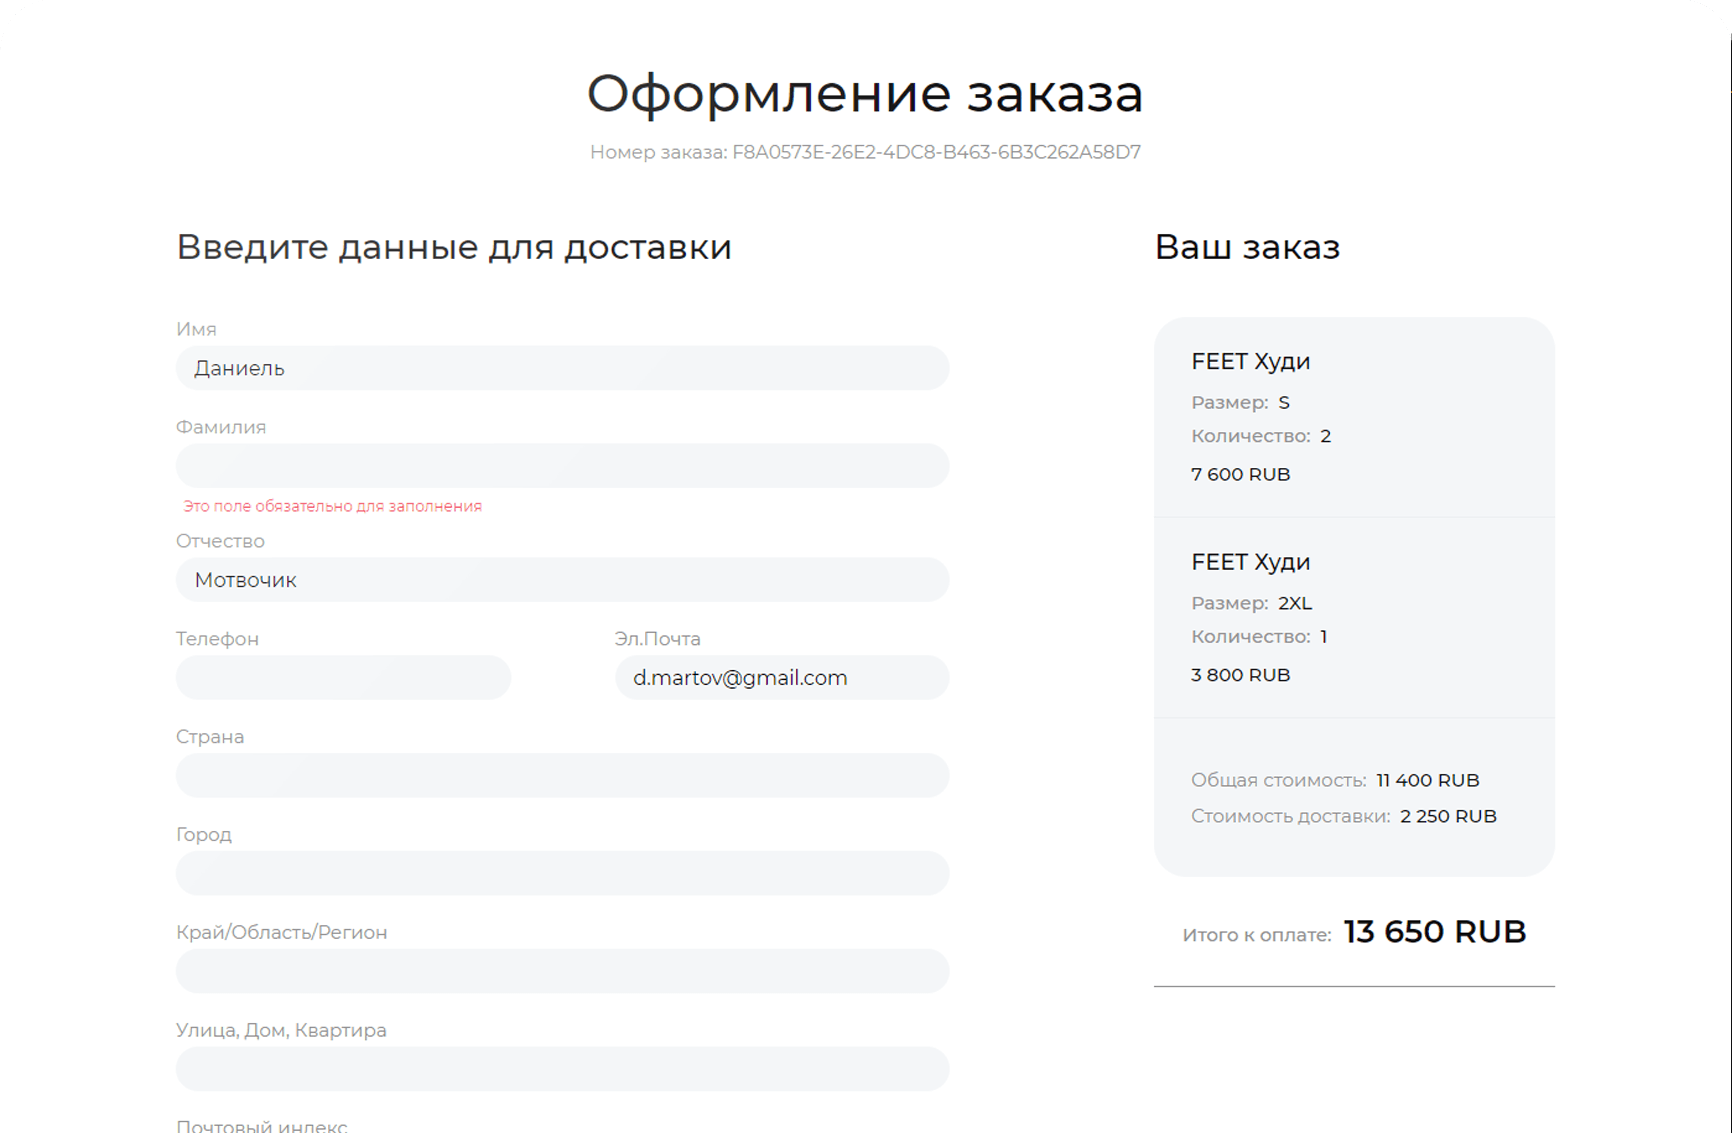 Оформление заказа
Номер заказа: F8A0573E-26E2-4DC8-B463-6B3C262A58D7
Введите данные для доставки
Имя
Даниель
Фамилия
Это поле обязательно для заполнения
Отчество
Мотвочик
Телефон
Эл.Почта
d.martov@gmail.com
Страна
Город
Край/Область/Регион
Улица, Дом, Квартира
Почтовый индекс
Ваш заказ
FEET Худи
Размер: S
Количество: 2
7 600 RUB
FEET Худи
Размер: 2XL
Количество: 1
3 800 RUB
Общая стоимость: 11 400 RUB
Стоимость доставки: 2 250 RUB
Итого к оплате: 13 650 RUB